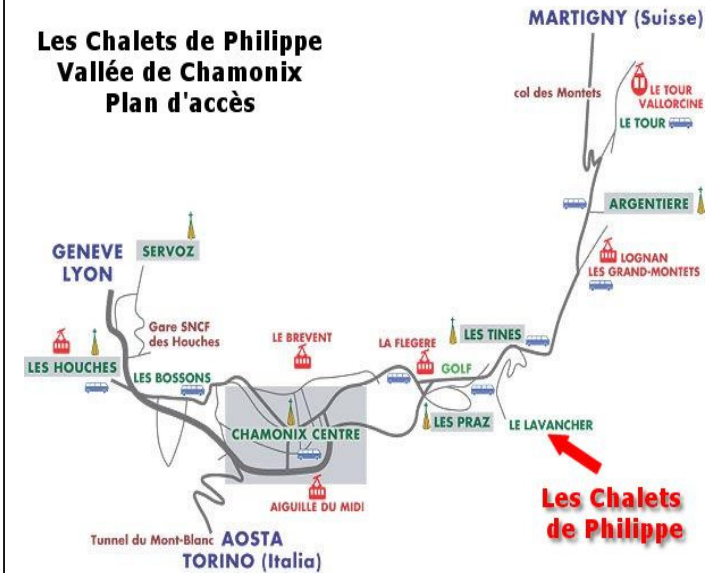 Les Chalets de Philippe
Vallée de Chamonix
Plan d'accès
MARTIGNY (Suisse)
col des Montets
LE TOUR
VALLORCINE
LE TOUR
ARGENTIERE
LOGNAN
LES GRAND-MONTETS
GENEVE
LYON
SERVOZ
Gare SNCF
des Houches
LES HOUCHES
LES BOSSONS
LE BREVENT
LA FLEGERE
LES TINES
GOLF
CHAMONIX CENTRE
LES PRAZ
LE LAVANCHER
AIGUILLE DU MIDI
Les Chalets
de Philippe
Tunnel du Mont-Blanc
AOSTA
TORINO (Italia)